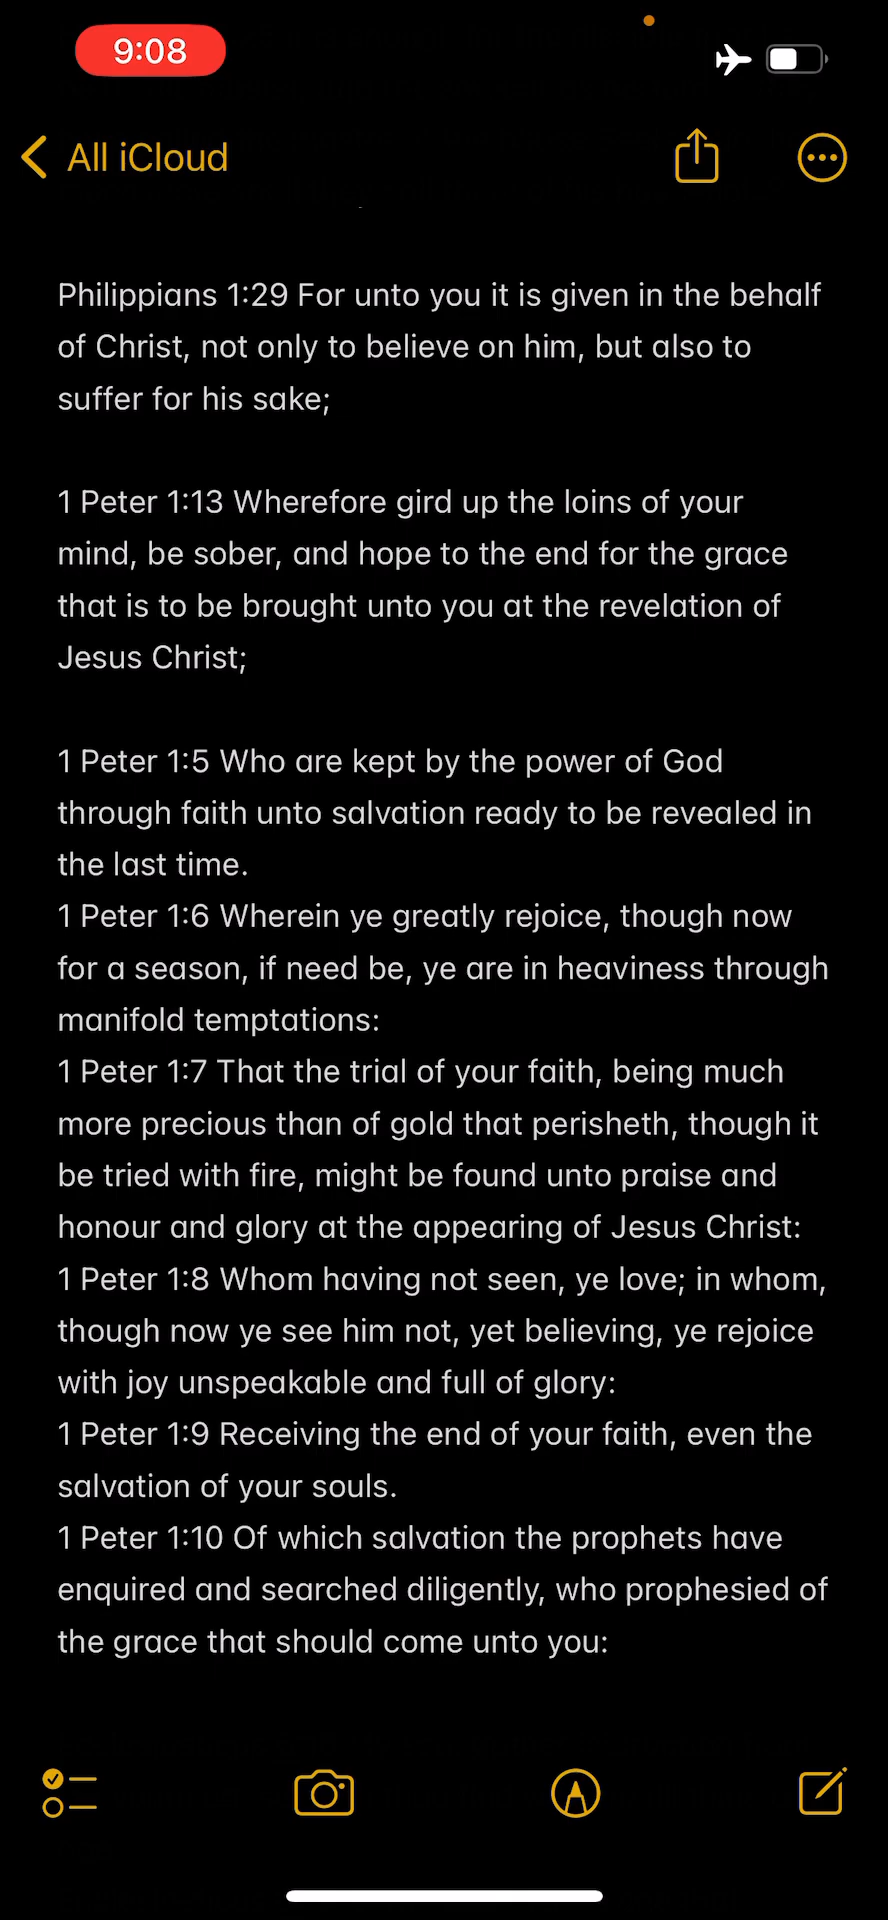 9:08
All iCloud
Philippians 1:29 For unto you it is given in the behalf
of Christ, not only to believe on him, but also to
suffer for his sake;
1 Peter 1:13 Wherefore gird up the loins of your
mind, be sober, and hope to the end for the grace
that is to be brought unto you at the revelation of
Jesus Christ;
1 Peter 1:5 Who are kept by the power of God
through faith unto salvation ready to be revealed in
the last time.
1 Peter 1:6 Wherein ye greatly rejoice, though now
for a season, if need be, ye are in heaviness through
manifold temptations:
1 Peter 1:7 That the trial of your faith, being much
more precious than of gold that perisheth, though it
be tried with fire, might be found unto praise and
honour and glory at the appearing of Jesus Christ:
1 Peter 1:8 Whom having not seen, ye love; in whom,
though now ye see him not, yet believing, ye rejoice
with joy unspeakable and full of glory:
1 Peter 1:9 Receiving the end of your faith, even the
salvation of your souls.
1 Peter 1:10 Of which salvation the prophets have
enquired and searched diligently, who prophesied of
the grace that should come unto you: